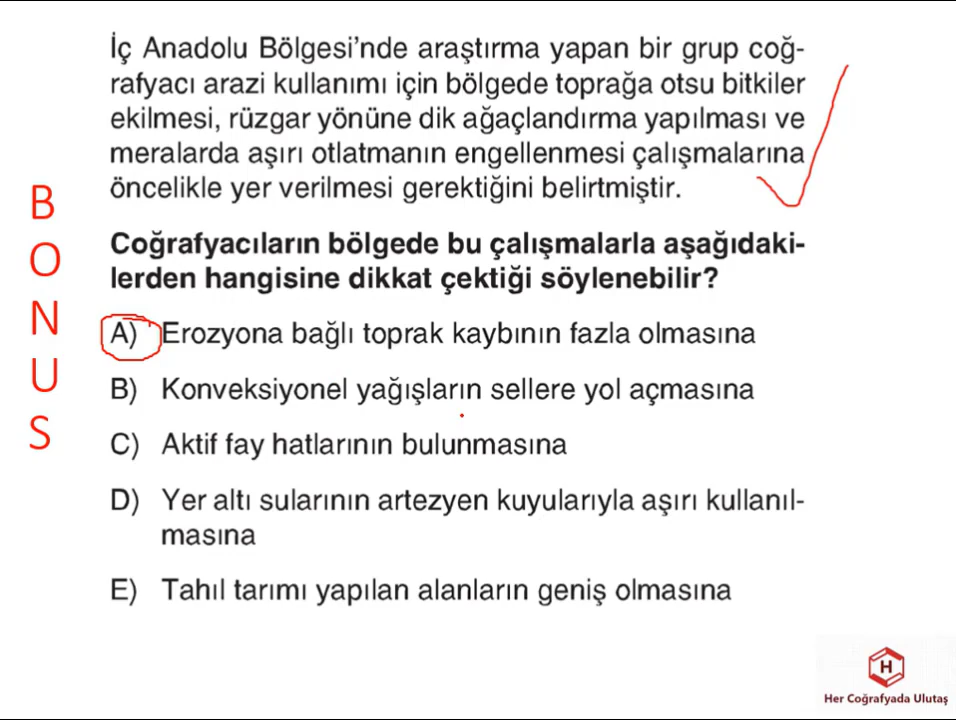 İç Anadolu Bölgesi'nde araştırma yapan bir grup coğ-
rafyacı arazi kullanımı için bölgede toprağa otsu bitkiler
ekilmesi, rüzgar yönüne dik ağaçlandırma yapılması ve
meralarda aşırı otlatmanın engellenmesi çalışmalarına
öncelikle yer verilmesi gerektiğini belirtmiştir.
Coğrafyacıların bölgede bu çalışmalarla aşağıdaki-
lerden hangisine dikkat çektiği söylenebilir?
A) Erozyona bağlı toprak kaybının fazla olmasına
B) Konveksiyonel yağışların sellere yol açmasına
C) Aktif fay hatlarının bulunmasına
D) Yer altı sularının artezyen kuyularıyla aşırı kullanıl-
masına
E) Tahıl tarımı yapılan alanların geniş olmasına
B
O
N
U
S
H
Her Coğrafyada Ulutaş